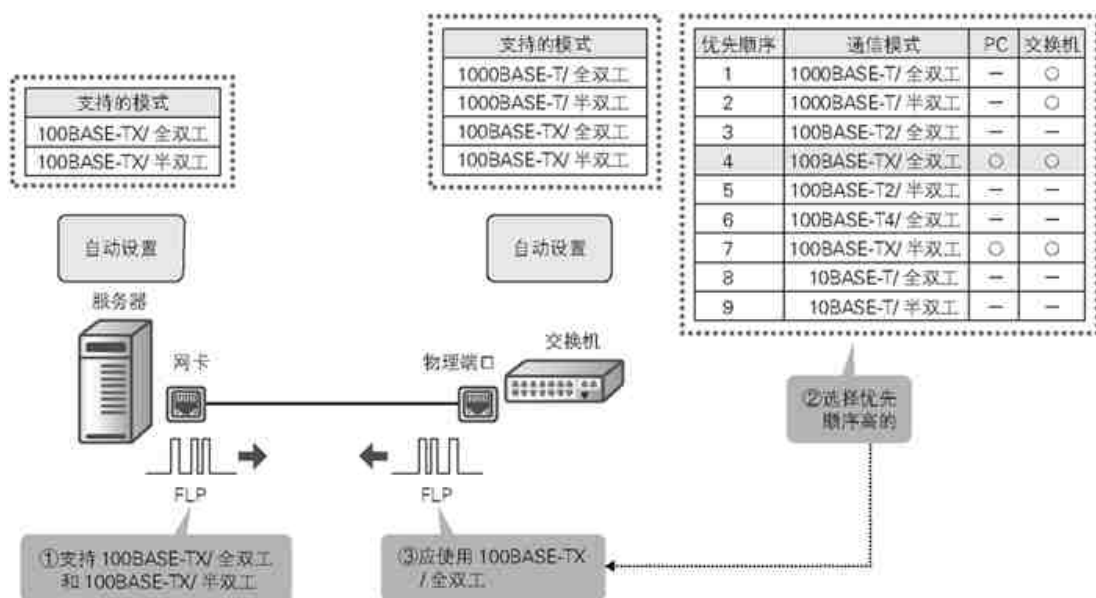 支持的模式
100BASE-TX/ 全双工
100BASE-TX/ 半双工
支持的模式
1000BASE-T/ 全双工
1000BASE-T/ 半双工
100BASE-TX/ 全双工
100BASE-TX/ 半双工
优先顺序 通信模式 PC 交换机
1 1000BASE-T/ 全双工 － ○
2 1000BASE-T/ 半双工 － ○
3 100BASE-T2/ 全双工 － －
4 100BASE-TX/ 全双工 ○ ○
5 100BASE-T2/ 半双工 － －
6 100BASE-T4/ 全双工 － －
7 100BASE-TX/ 半双工 ○ ○
8 10BASE-T/ 全双工 － －
9 10BASE-T/ 半双工 － －
自动设置
自动设置
服务器
网卡
物理端口
交换机
FLP
FLP
①支持 100BASE-TX/ 全双工
和 100BASE-TX/ 半双工
②选择优先
顺序高的
③应使用 100BASE-TX
/ 全双工